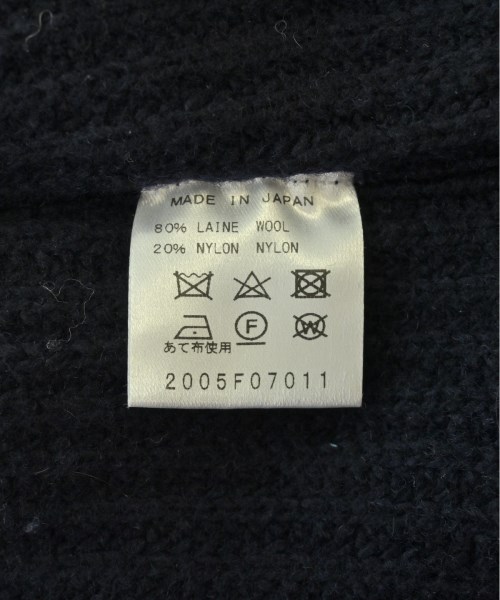 MADE IN JAPAN
80% LAINE WOOL
20% NYLON NYLON
F W
あて布使用
2005F07011